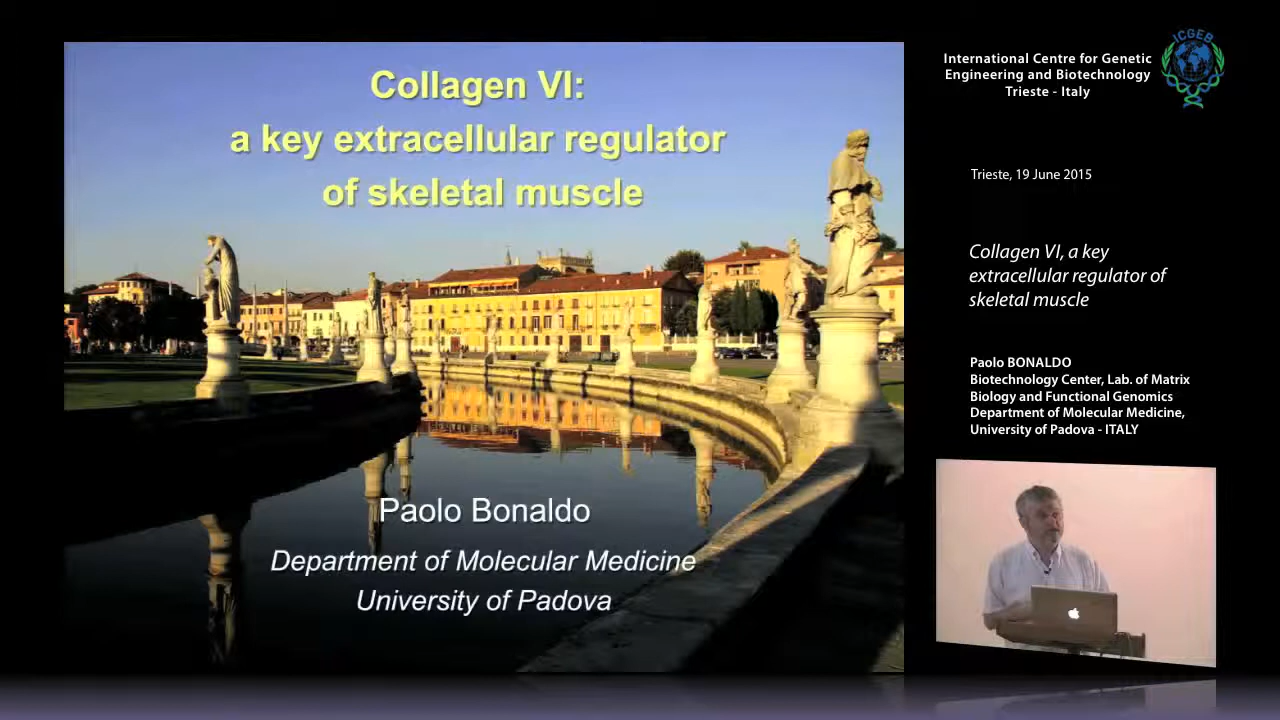 Collagen VI:
a key extracellular regulator
of skeletal muscle
Paolo Bonaldo
Department of Molecular Medicine
University of Padova
International Centre for Genetic
Engineering and Biotechnology
Trieste - Italy
ICGEB
Trieste, 19 June 2015
Collagen VI, a key
extracellular regulator of
skeletal muscle
Paolo BONALDO
Biotechnology Center, Lab. of Matrix
Biology and Functional Genomics
Department of Molecular Medicine,
University of Padova - ITALY